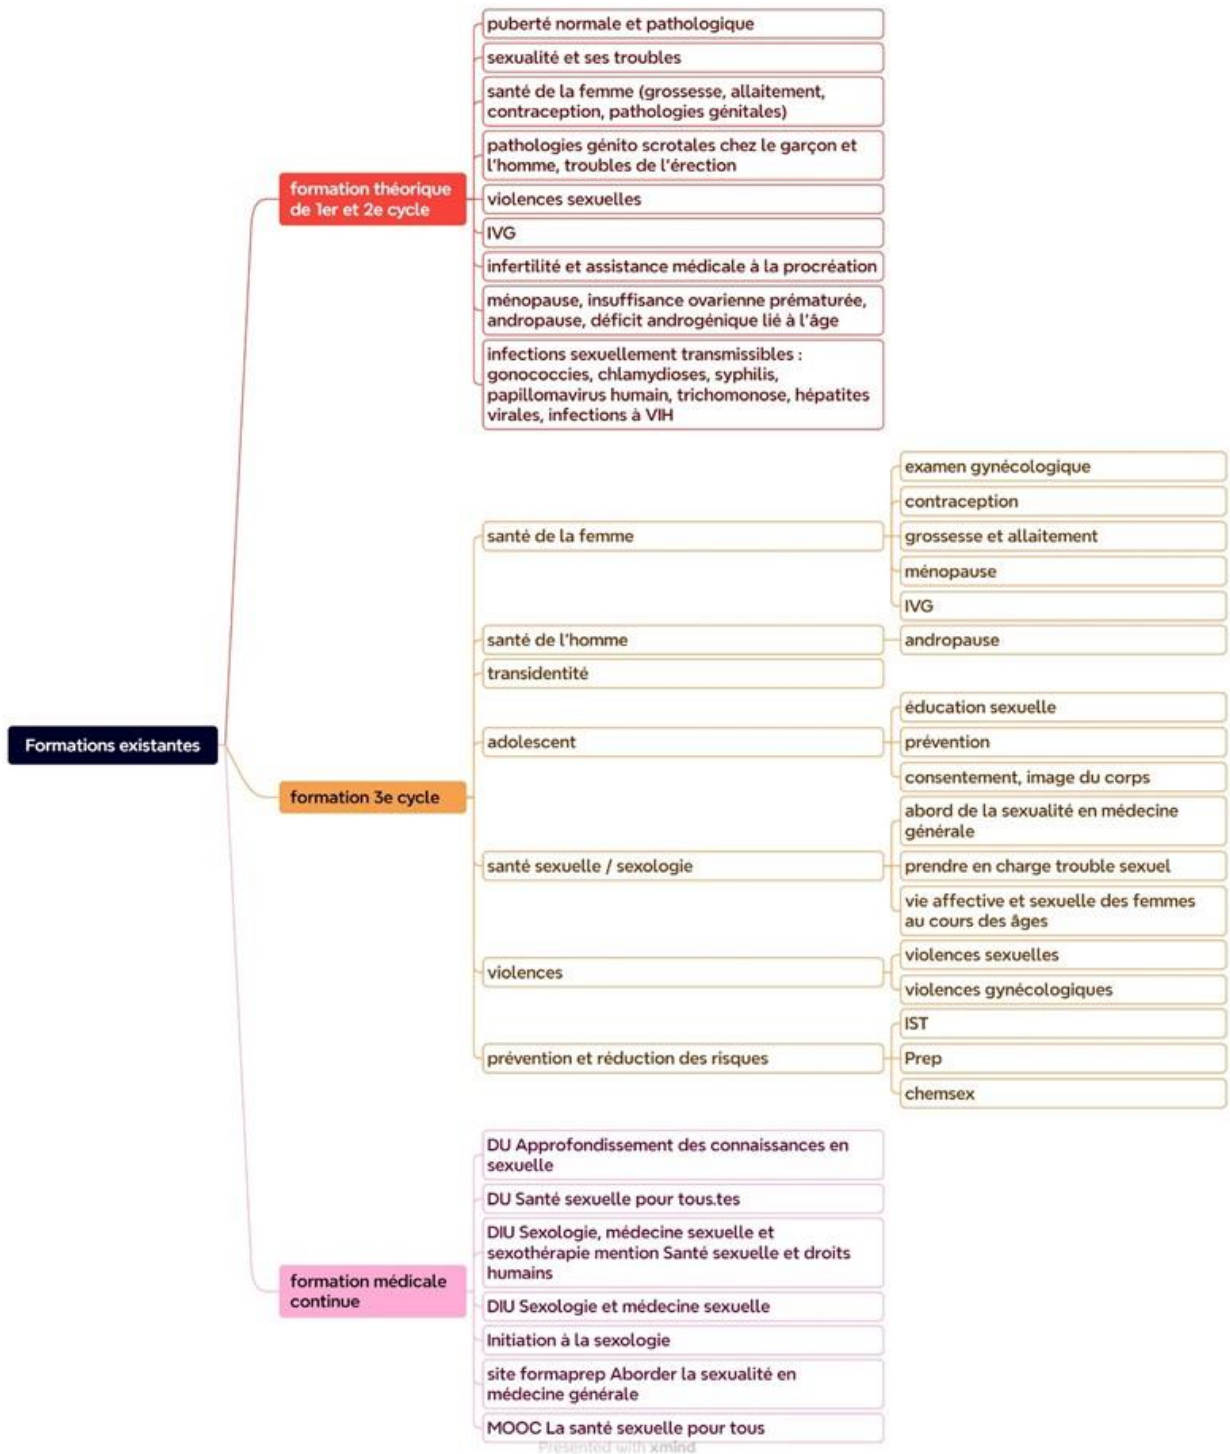 puberté normale et pathologique
sexualité et ses troubles
santé de la femme (grossesse, allaitement,
contraception, pathologies génitales)
pathologies génito scrotales chez le garçon et
l'homme, troubles de l'érection
formation théorique
de 1er et 2e cycle
violences sexuelles
IVG
infertilité et assistance médicale à la procréation
ménopause, insuffisance ovarienne prématurée,
andropause, déficit androgénique lié à l'âge
infections sexuellement transmissibles :
gonococcies, chlamydioses, syphilis,
papillomavirus humain, trichomonose, hépatites
virales, infections à VIH
Formations existantes
formation 3e cycle
santé de la femme
examen gynécologique
contraception
grossesse et allaitement
ménopause
IVG
santé de l'homme
andropause
transidentité
adolescent
éducation sexuelle
prévention
consentement, image du corps
santé sexuelle / sexologie
abord de la sexualité en médecine
générale
prendre en charge trouble sexuel
vie affective et sexuelle des femmes
au cours des âges
violences
violences sexuelles
violences gynécologiques
prévention et réduction des risques
IST
Prep
chemsex
formation médicale
continue
DU Approfondissement des connaissances en
sexuelle
DU Santé sexuelle pour tous.tes
DIU Sexologie, médecine sexuelle et
sexothérapie mention Santé sexuelle et droits
humains
DIU Sexologie et médecine sexuelle
Initiation à la sexologie
site formaprep Aborder la sexualité en
médecine générale
MOOC La santé sexuelle pour tous
Presented with xmind